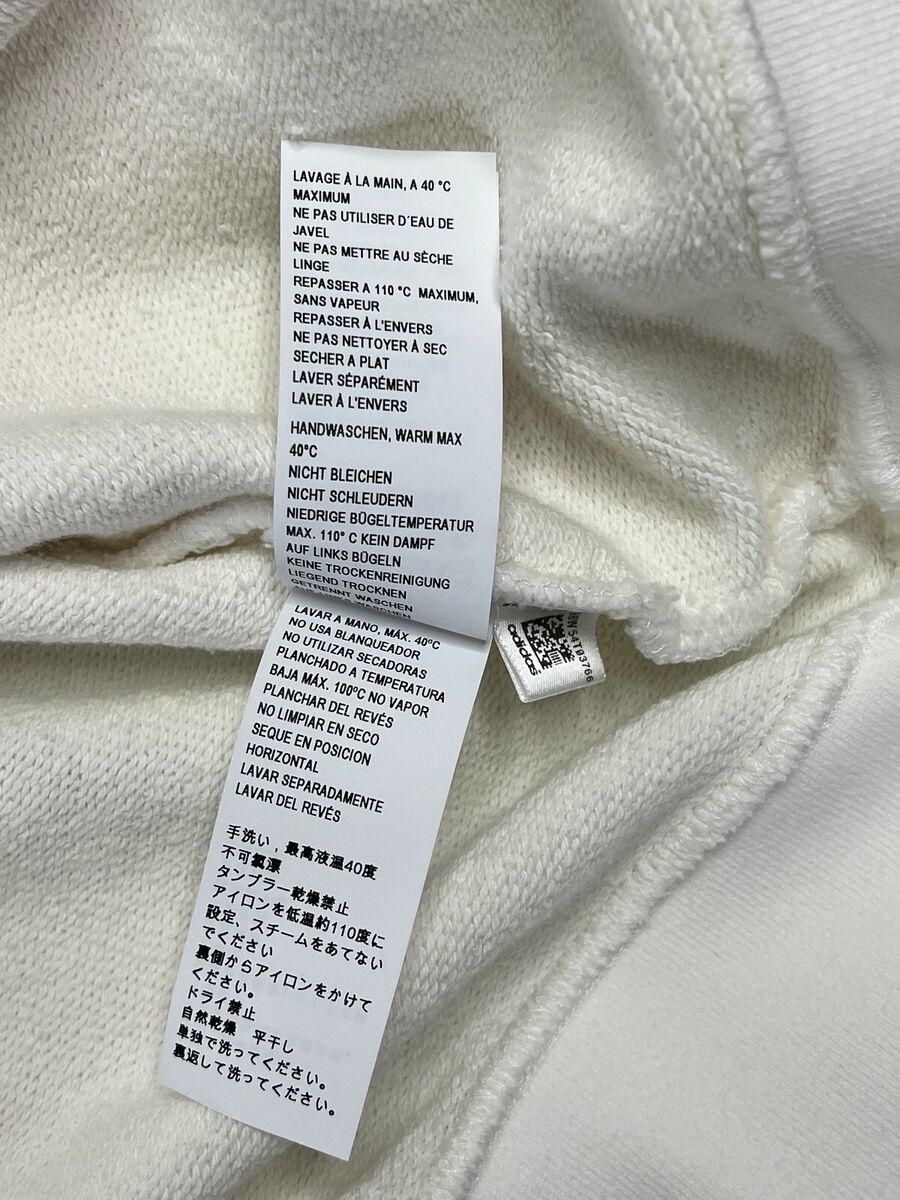 LAVAGE À LA MAIN, A 40 °C
MAXIMUM
NE PAS UTILISER D´EAU DE
JAVEL
NE PAS METTRE AU SÈCHE
LINGE
REPASSER A 110 °C MAXIMUM,
SANS VAPEUR
REPASSER À L'ENVERS
NE PAS NETTOYER À SEC
SECHER A PLAT
LAVER SÉPARÉMENT
LAVER À L'ENVERS
HANDWASCHEN, WARM MAX
40°C
NICHT BLEICHEN
NICHT SCHLEUDERN
NIEDRIGE BÜGELTEMPERATUR
MAX. 110° C KEIN DAMPF
AUF LINKS BÜGELN
KEINE TROCKENREINIGUNG
LIEGEND TROCKNEN
GETRENNT WASCHEN
LAVAR A MANO, MÁX. 40ºC
NO USA BLANQUEADOR
NO UTILIZAR SECADORAS
PLANCHADO A TEMPERATURA
BAJA MÁX. 100ºC NO VAPOR
PLANCHAR DEL REVÉS
NO LIMPIAR EN SECO
SEQUE EN POSICION
HORIZONTAL
LAVAR SEPARADAMENTE
LAVAR DEL REVÉS
手洗い, 最高液温40度
不可氯漂
タンブラー乾燥禁止
アイロンを低温約110度に
設定、スチームをあてない
でください
裏側からアイロンをかけて
ください。
ドライ禁止
自然乾燥 平干し
単独で洗ってください。
裏返して洗ってください。
adidas
54T03766